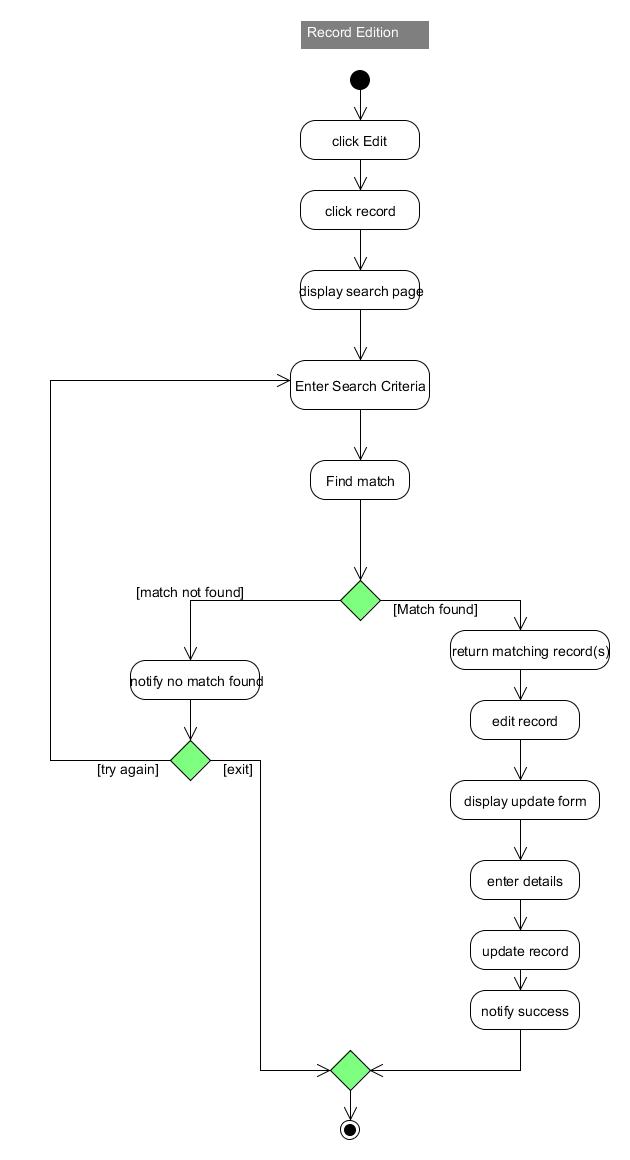 Record Edition
click Edit
click record
display search page
Enter Search Criteria
Find match
[match not found]
[Match found]
return matching record(s)
notify no match found
edit record
[try again]
[exit]
display update form
enter details
update record
notify success